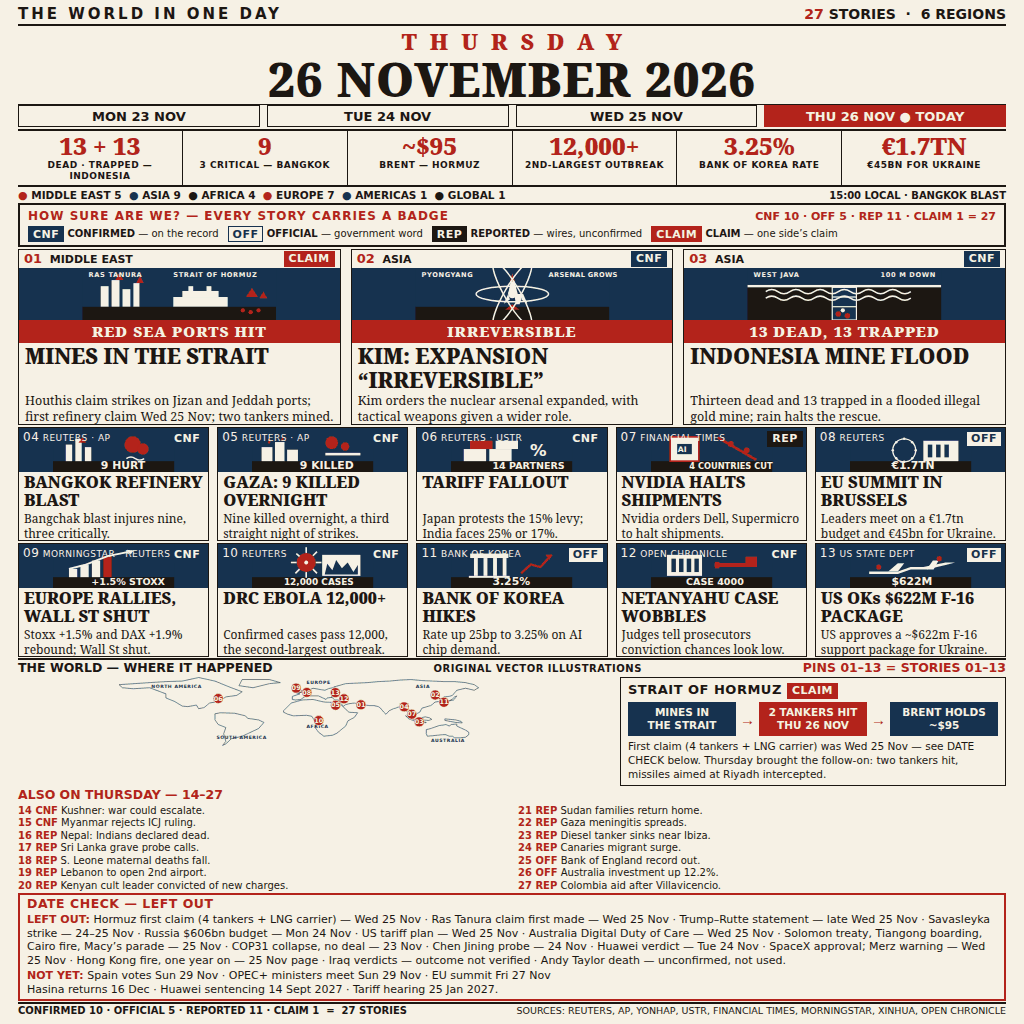 THE WORLD IN ONE DAY
27 STORIES · 6 REGIONS
THURSDAY
26 NOVEMBER 2026
MON 23 NOV
TUE 24 NOV
WED 25 NOV
THU 26 NOV ● TODAY
13 + 13
DEAD · TRAPPED —
INDONESIA
9
3 CRITICAL — BANGKOK
~$95
BRENT — HORMUZ
12,000+
2ND-LARGEST OUTBREAK
3.25%
BANK OF KOREA RATE
€1.7TN
€45BN FOR UKRAINE
● MIDDLE EAST 5 ● ASIA 9 ● AFRICA 4 ● EUROPE 7 ● AMERICAS 1 ● GLOBAL 1
15:00 LOCAL · BANGKOK BLAST
HOW SURE ARE WE? — EVERY STORY CARRIES A BADGE
CNF 10 · OFF 5 · REP 11 · CLAIM 1 = 27
CNF CONFIRMED — on the record OFF OFFICIAL — government word REP REPORTED — wires, unconfirmed CLAIM CLAIM — one side’s claim
01 MIDDLE EAST CLAIM
RAS TANURA STRAIT OF HORMUZ
RED SEA PORTS HIT
MINES IN THE STRAIT
Houthis claim strikes on Jizan and Jeddah ports;
first refinery claim Wed 25 Nov; two tankers mined.
02 ASIA CNF
PYONGYANG ARSENAL GROWS
IRREVERSIBLE
KIM: EXPANSION
“IRREVERSIBLE”
Kim orders the nuclear arsenal expanded, with
tactical weapons given a wider role.
03 ASIA CNF
WEST JAVA 100 M DOWN
13 DEAD, 13 TRAPPED
INDONESIA MINE FLOOD
Thirteen dead and 13 trapped in a flooded illegal
gold mine; rain halts the rescue.
04 REUTERS · AP CNF
9 HURT
BANGKOK REFINERY
BLAST
Bangchak blast injures nine,
three critically.
05 REUTERS · AP CNF
9 KILLED
GAZA: 9 KILLED
OVERNIGHT
Nine killed overnight, a third
straight night of strikes.
06 REUTERS · USTR CNF
%
14 PARTNERS
TARIFF FALLOUT
Japan protests the 15% levy;
India faces 25% or 17%.
07 FINANCIAL TIMES REP
AI
4 COUNTRIES CUT
NVIDIA HALTS
SHIPMENTS
Nvidia orders Dell, Supermicro
to halt shipments.
08 REUTERS OFF
€1.7TN
EU SUMMIT IN
BRUSSELS
Leaders meet on a €1.7tn
budget and €45bn for Ukraine.
09 MORNINGSTAR · REUTERS CNF
+1.5% STOXX
EUROPE RALLIES,
WALL ST SHUT
Stoxx +1.5% and DAX +1.9%
rebound; Wall St shut.
10 REUTERS CNF
12,000 CASES
DRC EBOLA 12,000+
Confirmed cases pass 12,000,
the second-largest outbreak.
11 BANK OF KOREA OFF
3.25%
BANK OF KOREA
HIKES
Rate up 25bp to 3.25% on AI
chip demand.
12 OPEN CHRONICLE CNF
CASE 4000
NETANYAHU CASE
WOBBLES
Judges tell prosecutors
conviction chances look low.
13 US STATE DEPT OFF
$622M
US OKs $622M F-16
PACKAGE
US approves a ~$622m F-16
support package for Ukraine.
THE WORLD — WHERE IT HAPPENED
ORIGINAL VECTOR ILLUSTRATIONS
PINS 01–13 = STORIES 01–13
NORTH AMERICA
EUROPE
ASIA
AFRICA
SOUTH AMERICA
AUSTRALIA
06
09
08
13
12
05
01
10
04
07
03
02
11
STRAIT OF HORMUZ CLAIM
MINES IN
THE STRAIT
→
2 TANKERS HIT
THU 26 NOV
→
BRENT HOLDS
~$95
First claim (4 tankers + LNG carrier) was Wed 25 Nov — see DATE
CHECK below. Thursday brought the follow-on: two tankers hit,
missiles aimed at Riyadh intercepted.
ALSO ON THURSDAY — 14–27
14 CNF Kushner: war could escalate.
15 CNF Myanmar rejects ICJ ruling.
16 REP Nepal: Indians declared dead.
17 REP Sri Lanka grave probe calls.
18 REP S. Leone maternal deaths fall.
19 REP Lebanon to open 2nd airport.
20 REP Kenyan cult leader convicted of new charges.
21 REP Sudan families return home.
22 REP Gaza meningitis spreads.
23 REP Diesel tanker sinks near Ibiza.
24 REP Canaries migrant surge.
25 OFF Bank of England record out.
26 OFF Australia investment up 12.2%.
27 REP Colombia aid after Villavicencio.
DATE CHECK — LEFT OUT
LEFT OUT: Hormuz first claim (4 tankers + LNG carrier) — Wed 25 Nov · Ras Tanura claim first made — Wed 25 Nov · Trump–Rutte statement — late Wed 25 Nov · Savasleyka
strike — 24–25 Nov · Russia $606bn budget — Mon 24 Nov · US tariff plan — Wed 25 Nov · Australia Digital Duty of Care — Wed 25 Nov · Solomon treaty, Tiangong boarding,
Cairo fire, Macy’s parade — 25 Nov · COP31 collapse, no deal — 23 Nov · Chen Jining probe — 24 Nov · Huawei verdict — Tue 24 Nov · SpaceX approval; Merz warning — Wed
25 Nov · Hong Kong fire, one year on — 25 Nov page · Iraq verdicts — outcome not verified · Andy Taylor death — unconfirmed, not used.
NOT YET: Spain votes Sun 29 Nov · OPEC+ ministers meet Sun 29 Nov · EU summit Fri 27 Nov
Hasina returns 16 Dec · Huawei sentencing 14 Sept 2027 · Tariff hearing 25 Jan 2027.
CONFIRMED 10 · OFFICIAL 5 · REPORTED 11 · CLAIM 1 = 27 STORIES
SOURCES: REUTERS, AP, YONHAP, USTR, FINANCIAL TIMES, MORNINGSTAR, XINHUA, OPEN CHRONICLE